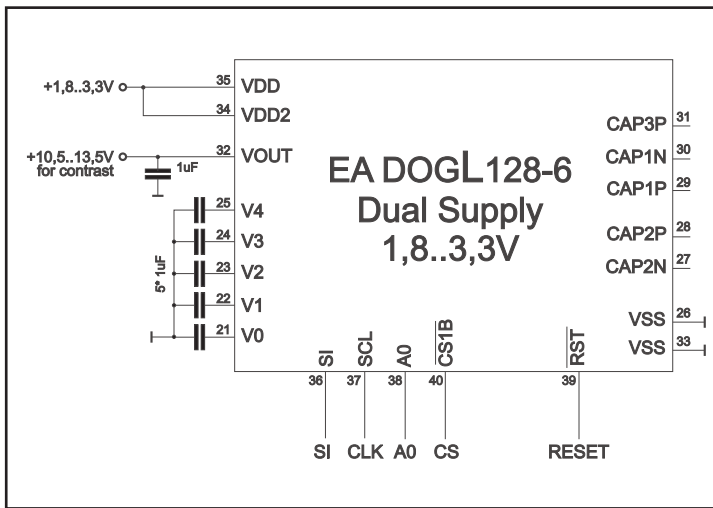 +1,8..3,3V
35
VDD
34
VDD2
+10,5..13,5V
for contrast
32
VOUT
1uF
25
V4
24
V3
23
V2
22
V1
21
V0
5* 1uF
EA DOGL128-6
Dual Supply
1,8..3,3V
CAP3P
31
CAP1N
30
CAP1P
29
CAP2P
28
CAP2N
27
VSS
26
VSS
33
SI
SCL
A0
CS1B
RST
36
37
38
40
39
SI
CLK
A0
CS
RESET